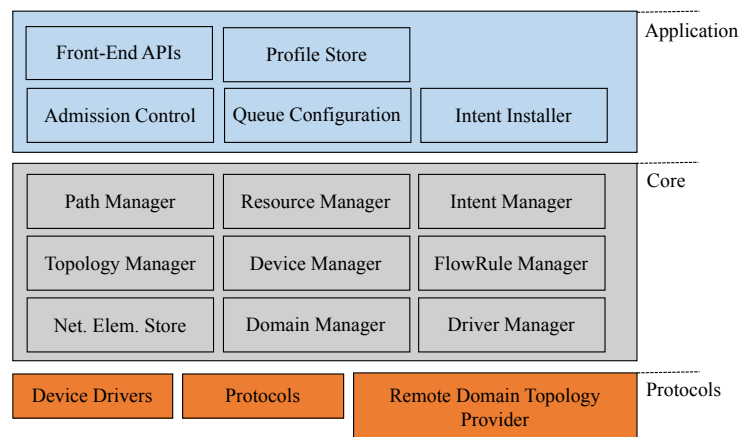 Application
Front-End APIs
Profile Store
Admission Control
Queue Configuration
Intent Installer
Core
Path Manager
Resource Manager
Intent Manager
Topology Manager
Device Manager
FlowRule Manager
Net. Elem. Store
Domain Manager
Driver Manager
Protocols
Device Drivers
Protocols
Remote Domain Topology
Provider